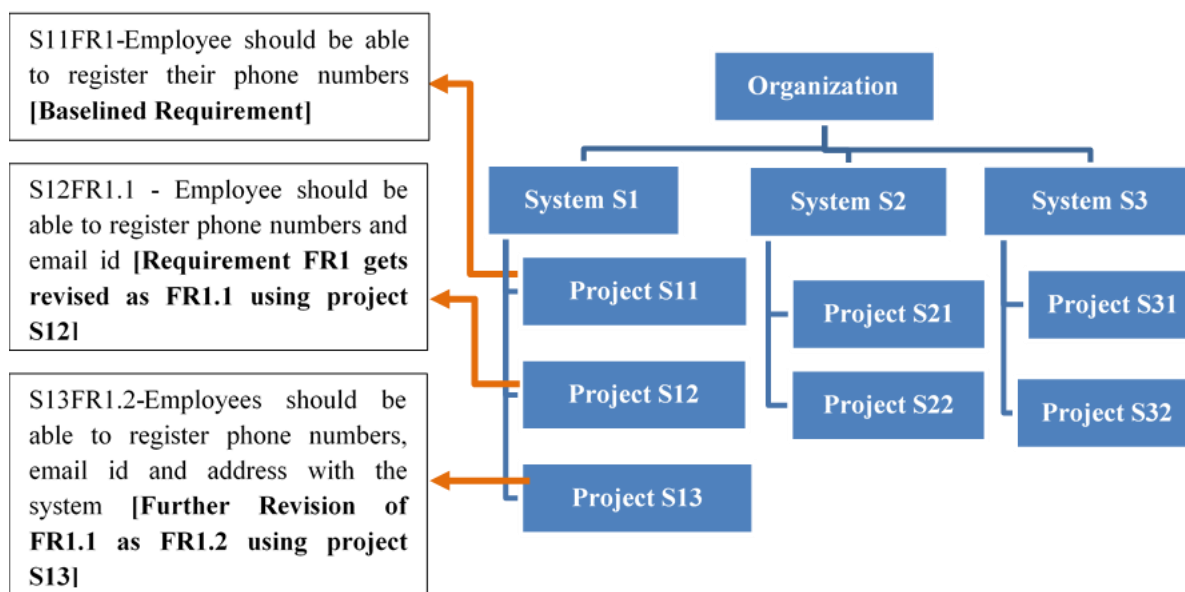 S11FR1-Employee should be able
to register their phone numbers
[Baselined Requirement]
S12FR1.1 - Employee should be
able to register phone numbers and
email id [Requirement FR1 gets
revised as FR1.1 using project
S12]
S13FR1.2-Employees should be
able to register phone numbers,
email id and address with the
system [Further Revision of
FR1.1 as FR1.2 using project
S13]
Organization
System S1
System S2
System S3
Project S11
Project S12
Project S13
Project S21
Project S22
Project S31
Project S32